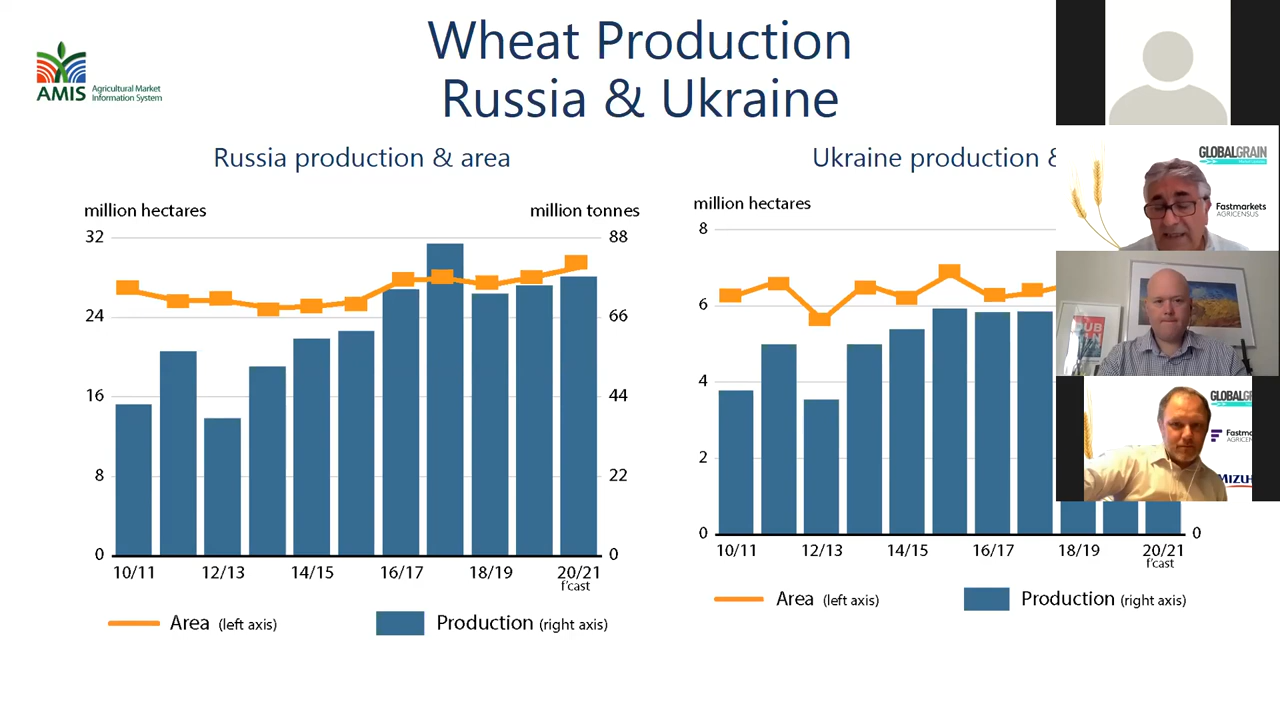 Wheat Production
Russia & Ukraine
AMIS
Agricultural Market
Information System
Russia production & area
million hectares
million tonnes
32
24
16
8
0
88
66
44
22
0
10/11
12/13
14/15
16/17
18/19
20/21
f'cast
Area (left axis)
Production (right axis)
Ukraine production &
million hectares
8
6
4
2
0
0
10/11
12/13
14/15
16/17
18/19
20/21
f'cast
Area (left axis)
Production (right axis)
GLOBALGRAIN
Fastmarkets
AGRICENSUS
GLOBALGR
Fastm
AGRICEN
MIZUH